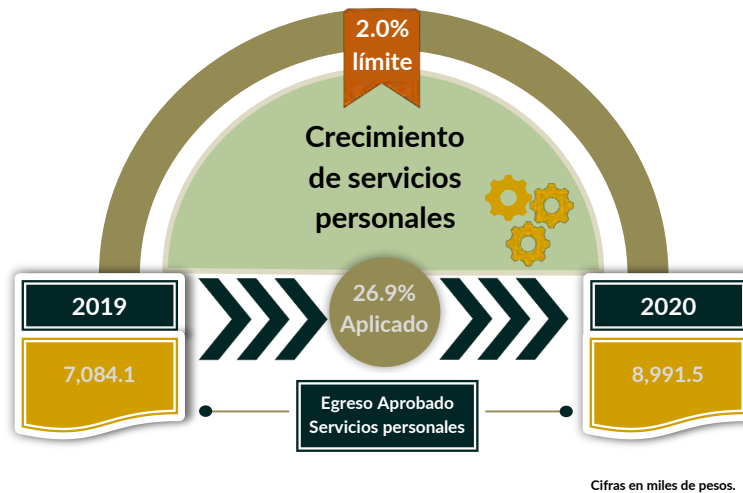 2.0%
límite
Crecimiento
de servicios
personales
2019
26.9%
Aplicado
2020
7,084.1
8,991.5
Egreso Aprobado
Servicios personales
Cifras en miles de pesos.